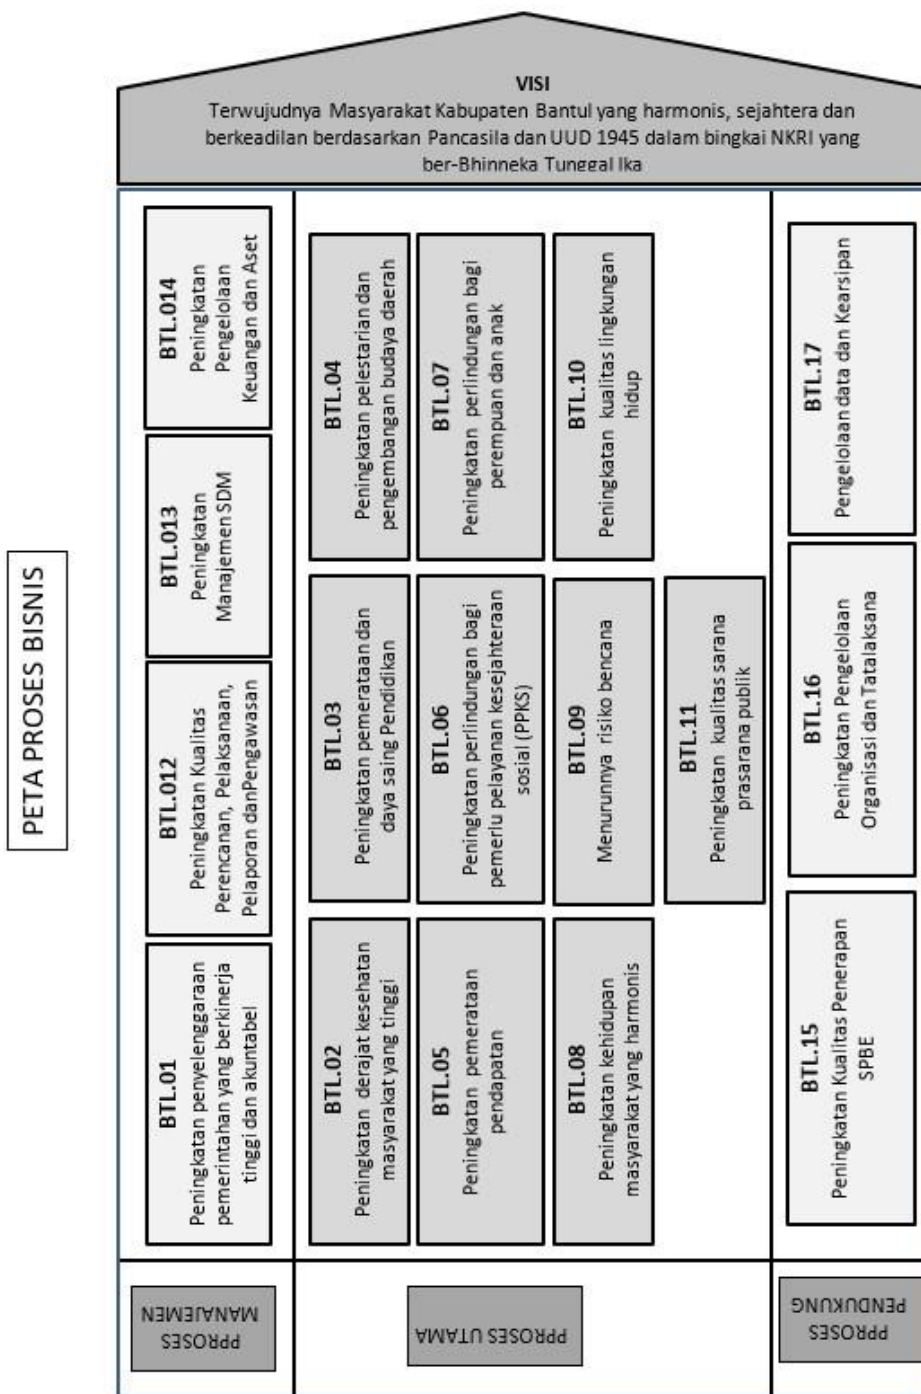 PETA PROSES BISNIS
VISI
Terwujudnya Masyarakat Kabupaten Bantul yang harmonis, sejahtera dan
berkeadilan berdasarkan Pancasila dan UUD 1945 dalam bingkai NKRI yang
ber-Bhinneka Tunggal Ika
PPROSES
MANAJEMEN
BTL.01
Peningkatan penyelenggaraan
pemerintahan yang berkinerja
tinggi dan akuntabel
BTL.012
Peningkatan Kualitas
Perencanan, Pelaksanaan,
Pelaporan danPengawasan
BTL.013
Peningkatan
Manajemen SDM
BTL.014
Peningkatan
Pengelolaan
Keuangan dan Aset
PPROSES UTAMA
BTL.02
Peningkatan derajat kesehatan
masyarakat yang tinggi
BTL.03
Peningkatan pemerataan dan
daya saing Pendidikan
BTL.04
Peningkatan pelestarian dan
pengembangan budaya daerah
BTL.05
Peningkatan pemerataan
pendapatan
BTL.06
Peningkatan perlindungan bagi
pemerlu pelayanan kesejahteraan
sosial (PPKS)
BTL.07
Peningkatan perlindungan bagi
perempuan dan anak
BTL.08
Peningkatan kehidupan
masyarakat yang harmonis
BTL.09
Menurunnya risiko bencana
BTL.10
Peningkatan kualitas lingkungan
hidup
BTL.11
Peningkatan kualitas sarana
prasarana publik
PPROSES
PENDUKUNG
BTL.15
Peningkatan Kualitas Penerapan
SPBE
BTL.16
Peningkatan Pengelolaan
Organisasi dan Tatalaksana
BTL.17
Pengelolaan data dan Kearsipan